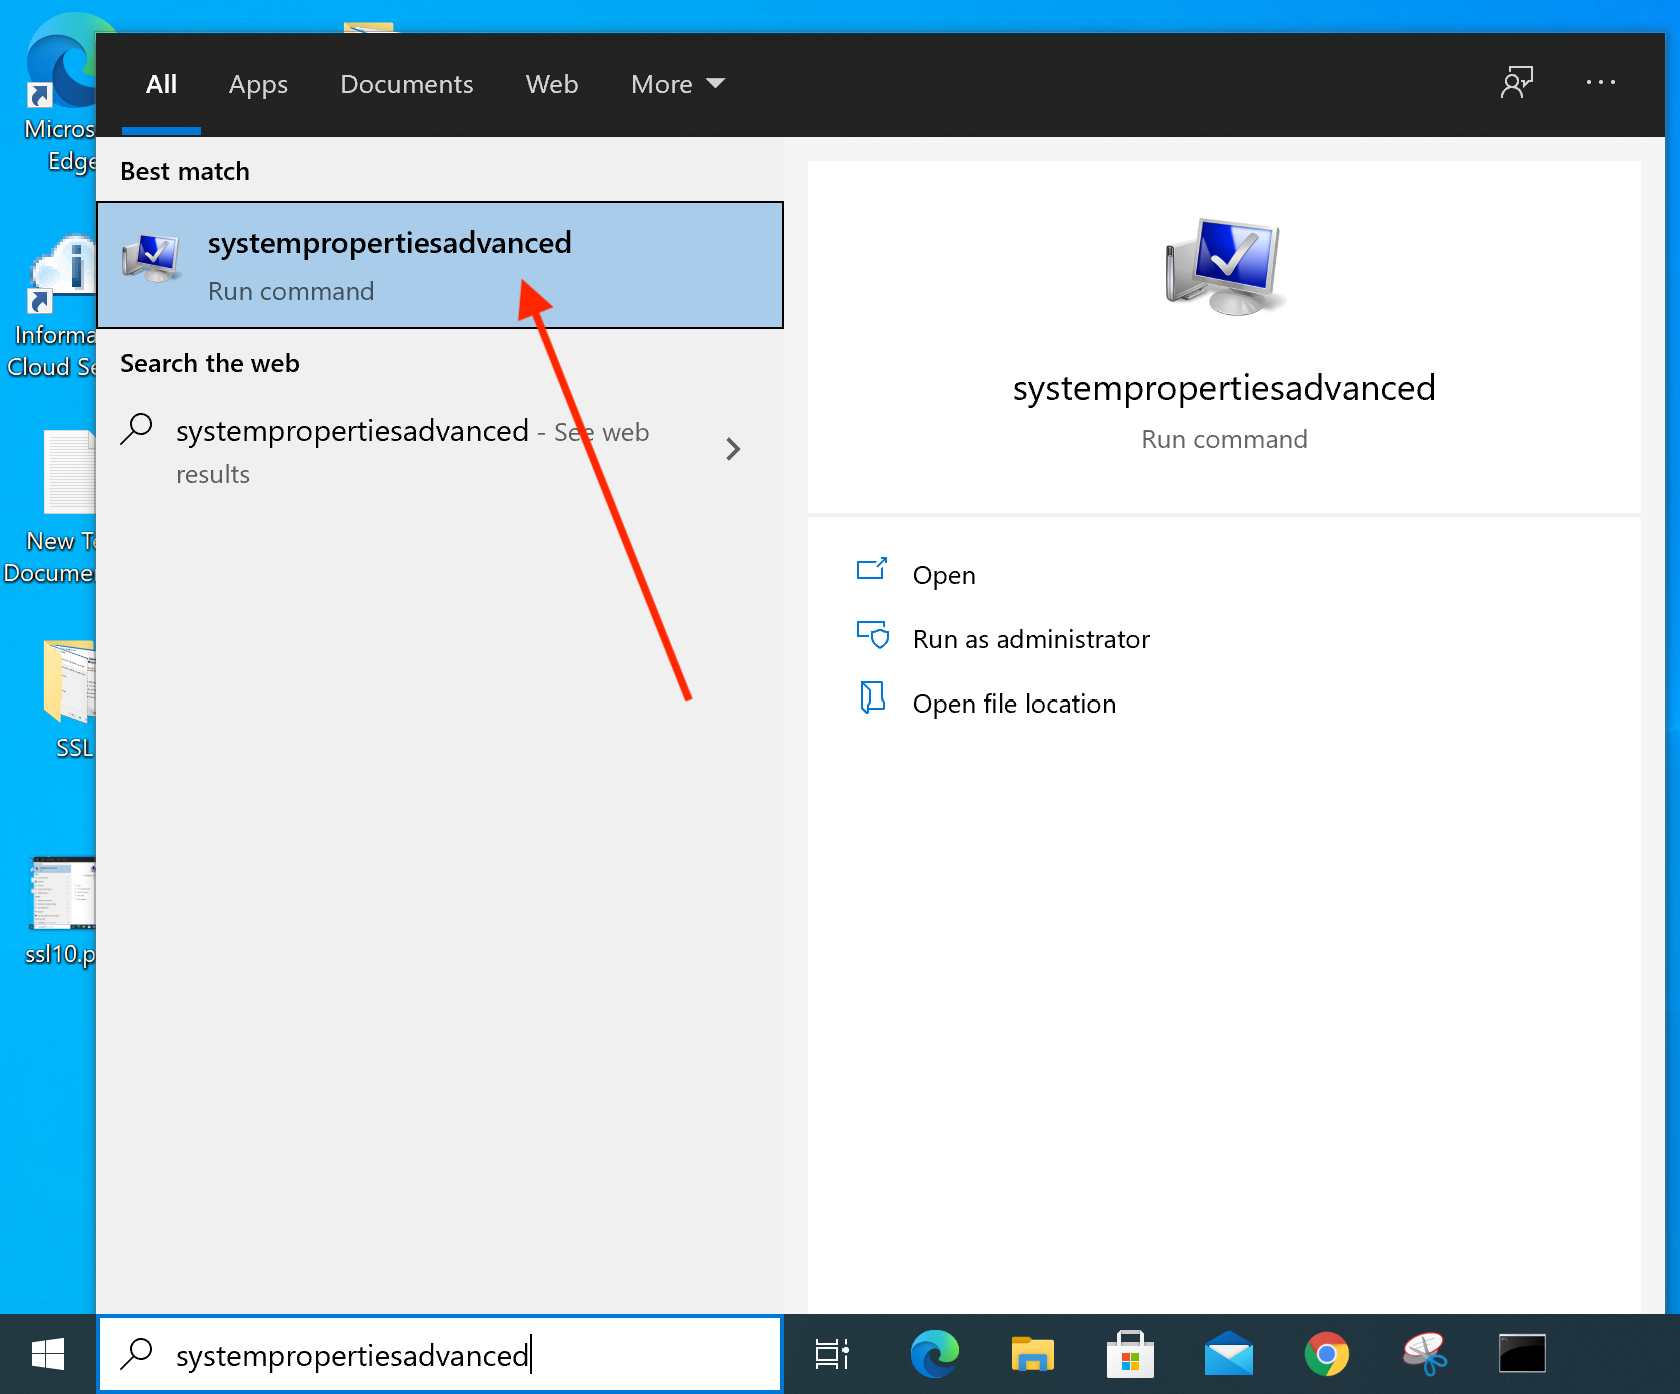 All
Apps
Documents
Web
More
Micros
Edge
Best match
systempropertiesadvanced
Run command
Informa
Cloud Se
Search the web
systempropertiesadvanced - See web
results
New Te
Docume
SSL
ssl10.p
systempropertiesadvanced
Run command
Open
Run as administrator
Open file location
systempropertiesadvanced